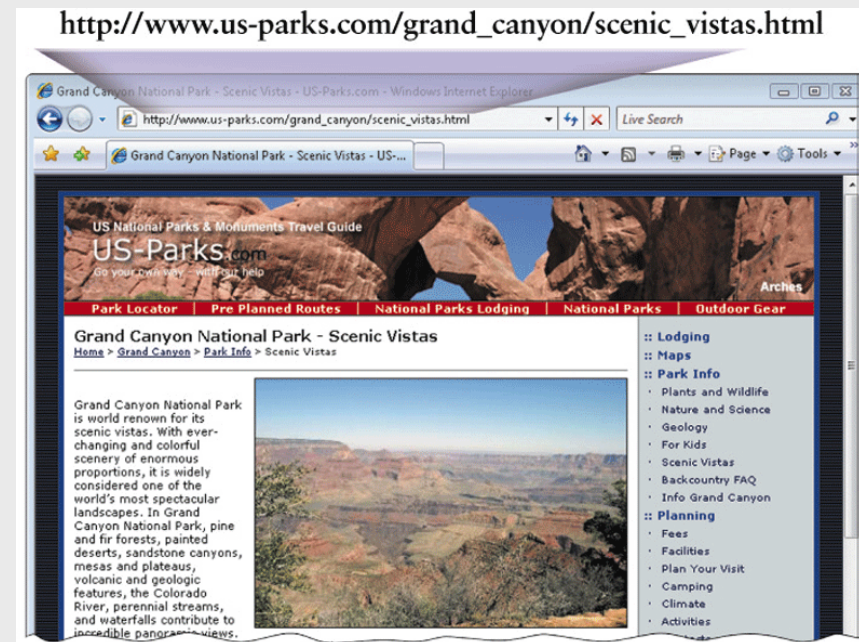 http://www.us-parks.com/grand_canyon/scenic_vistas.html
Grand Canyon National Park - Scenic Vistas - US-Parks.com - Windows Internet Explorer
http://www.us-parks.com/grand_canyon/scenic_vistas.html
Live Search
Grand Canyon National Park - Scenic Vistas - US-...
Page
Tools
US National Parks & Monuments Travel Guide
US-Parks.com
Go your own way - with our help
Arches
Park Locator | Pre Planned Routes | National Parks Lodging | National Parks | Outdoor Gear
Grand Canyon National Park - Scenic Vistas
Home > Grand Canyon > Park Info > Scenic Vistas
Grand Canyon National Park
is world renown for its
scenic vistas. With ever-
changing and colorful
scenery of enormous
proportions, it is widely
considered one of the
world's most spectacular
landscapes. In Grand
Canyon National Park, pine
and fir forests, painted
deserts, sandstone canyons,
mesas and plateaus,
volcanic and geologic
features, the Colorado
River, perennial streams,
and waterfalls contribute to
incredible panoramic views.
:: Lodging
:: Maps
:: Park Info
· Plants and Wildlife
· Nature and Science
· Geology
· For Kids
· Scenic Vistas
· Backcountry FAQ
· Info Grand Canyon
:: Planning
· Fees
· Facilities
· Plan Your Visit
· Camping
· Climate
· Activities